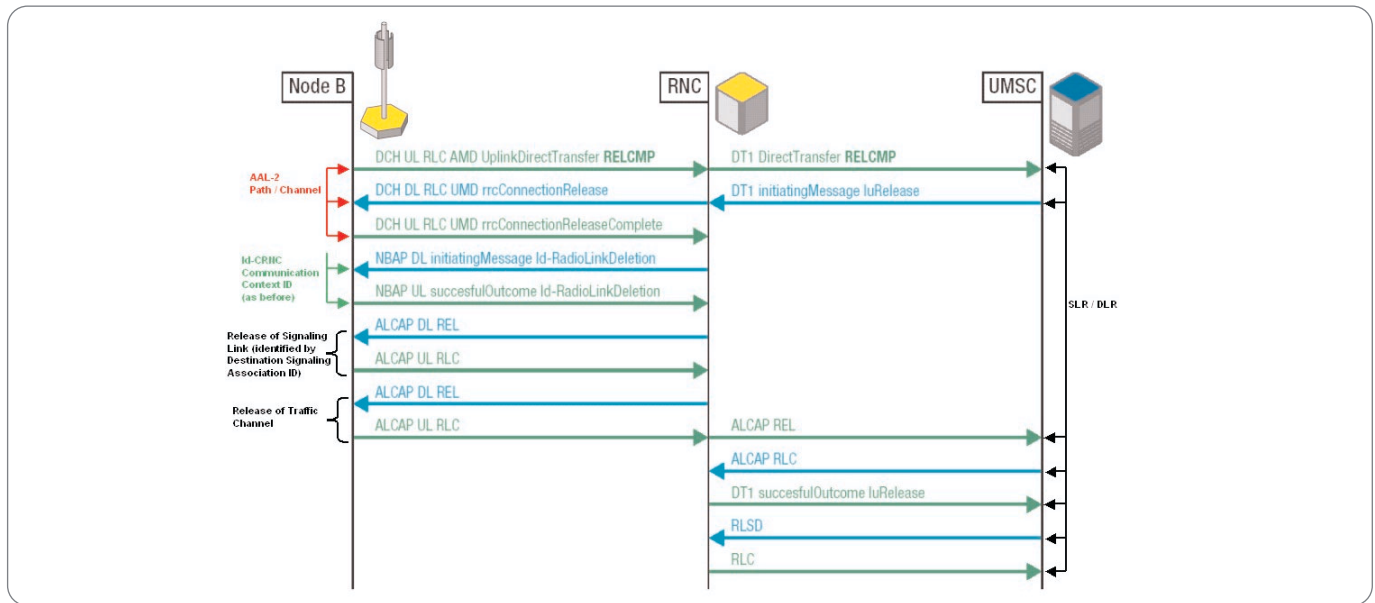 Node B
RNC
UMSC
DCH UL RLC AMD UplinkDirectTransfer RELCMP
DT1 DirectTransfer RELCMP
AAL-2
Path / Channel
DCH DL RLC UMD rrcConnectionRelease
DT1 initiatingMessage IuRelease
DCH UL RLC UMD rrcConnectionReleaseComplete
Id-CRNC
Communication
Context ID
(as before)
NBAP DL initiatingMessage Id-RadioLinkDeletion
NBAP UL succesfulOutcome Id-RadioLinkDeletion
SLR / DLR
Release of Signaling
Link (identified by
Destination Signaling
Association ID)
ALCAP DL REL
ALCAP UL RLC
Release of Traffic
Channel
ALCAP DL REL
ALCAP UL RLC
ALCAP REL
ALCAP RLC
DT1 succesfulOutcome IuRelease
RLSD
RLC